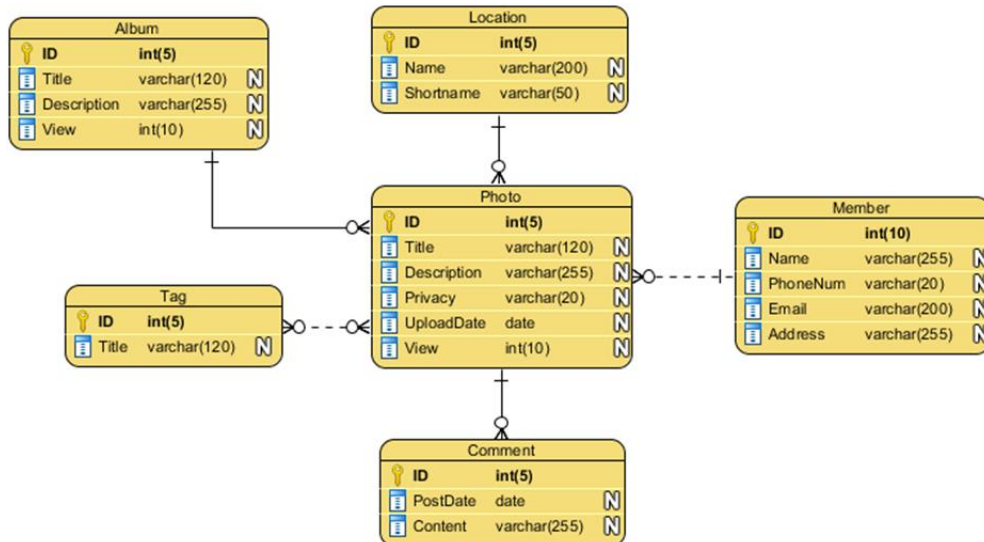 Album
ID int(5)
Title varchar(120) N
Description varchar(255) N
View int(10) N
Location
ID int(5)
Name varchar(200) N
Shortname varchar(50) N
Photo
ID int(5)
Title varchar(120) N
Description varchar(255) N
Privacy varchar(20) N
UploadDate date N
View int(10) N
Member
ID int(10)
Name varchar(255) N
PhoneNum varchar(20) N
Email varchar(200) N
Address varchar(255) N
Tag
ID int(5)
Title varchar(120) N
Comment
ID int(5)
PostDate date N
Content varchar(255) N